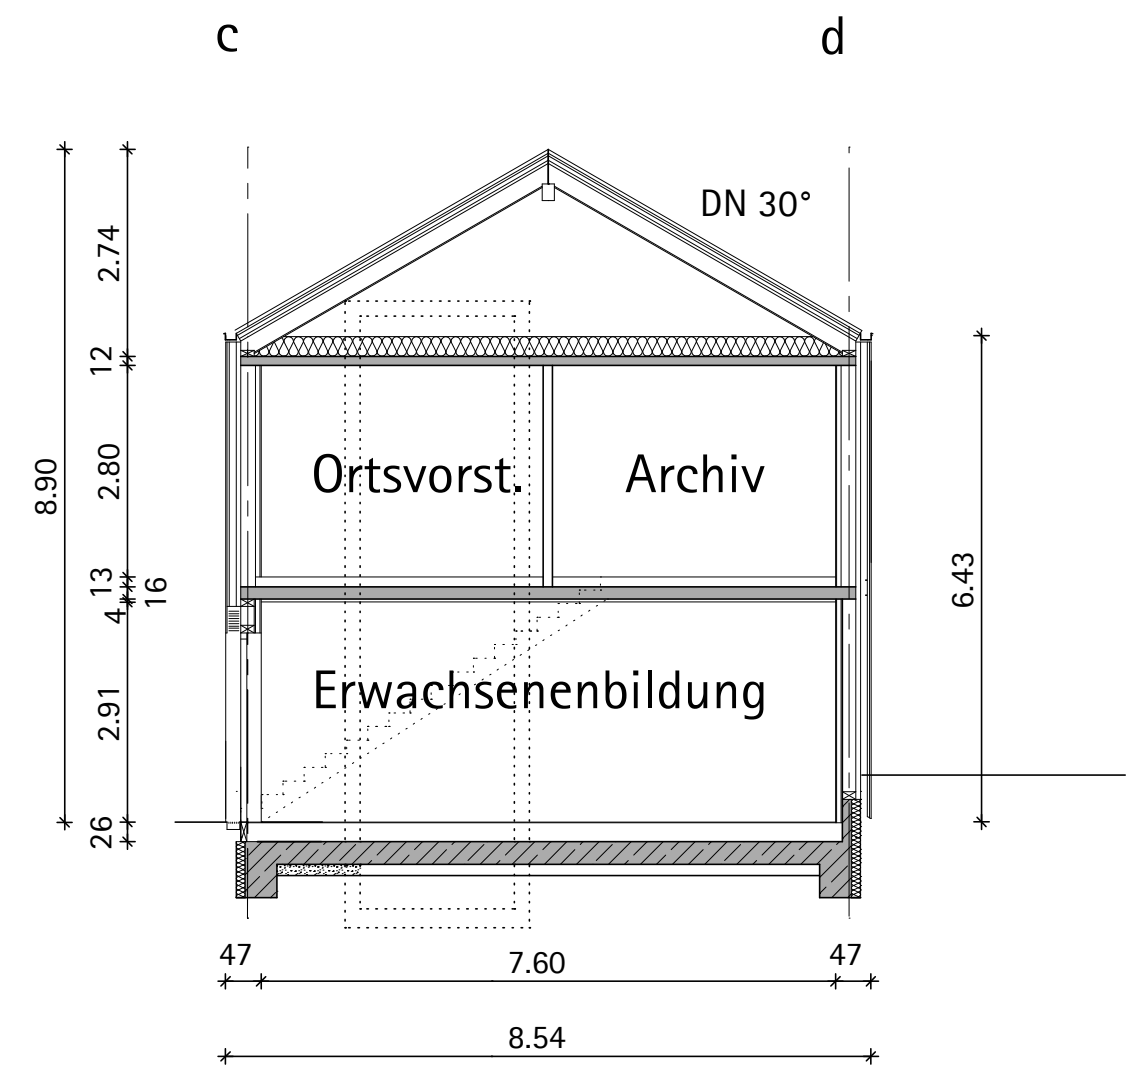 c
d
DN 30°
2.74
12
2.80
8.90
13
16
4
2.91
26
Ortsvorst.
Archiv
6.43
Erwachsenenbildung
47
7.60
47
8.54